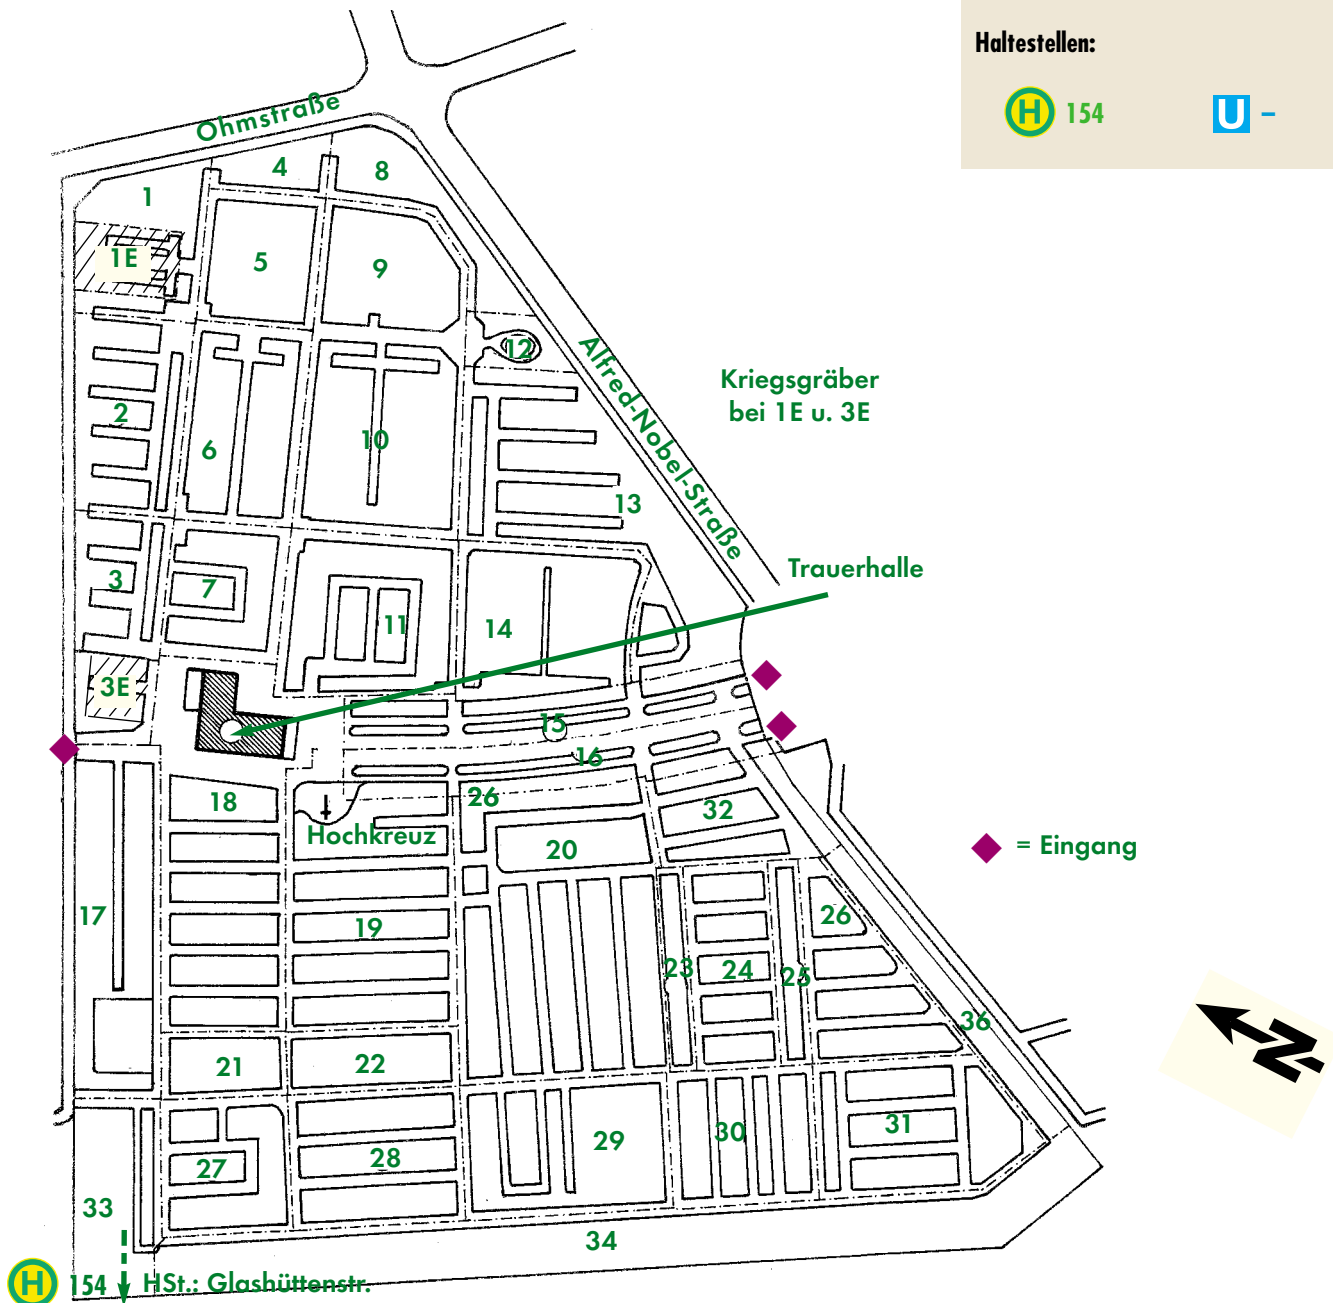 Haltestellen:
H 154 U –
Ohmstraße
4
8
1
1E
5
9
12
Alfred-Nobel-Straße
Kriegsgräber
bei 1E u. 3E
2
6
10
13
Trauerhalle
3
7
11
14
3E
15
16
18
26
32
Hochkreuz
20
= Eingang
17
19
26
23
24
25
36
N
21
22
27
28
29
30
31
33
34
H 154 HSt.: Glashüttenstr.